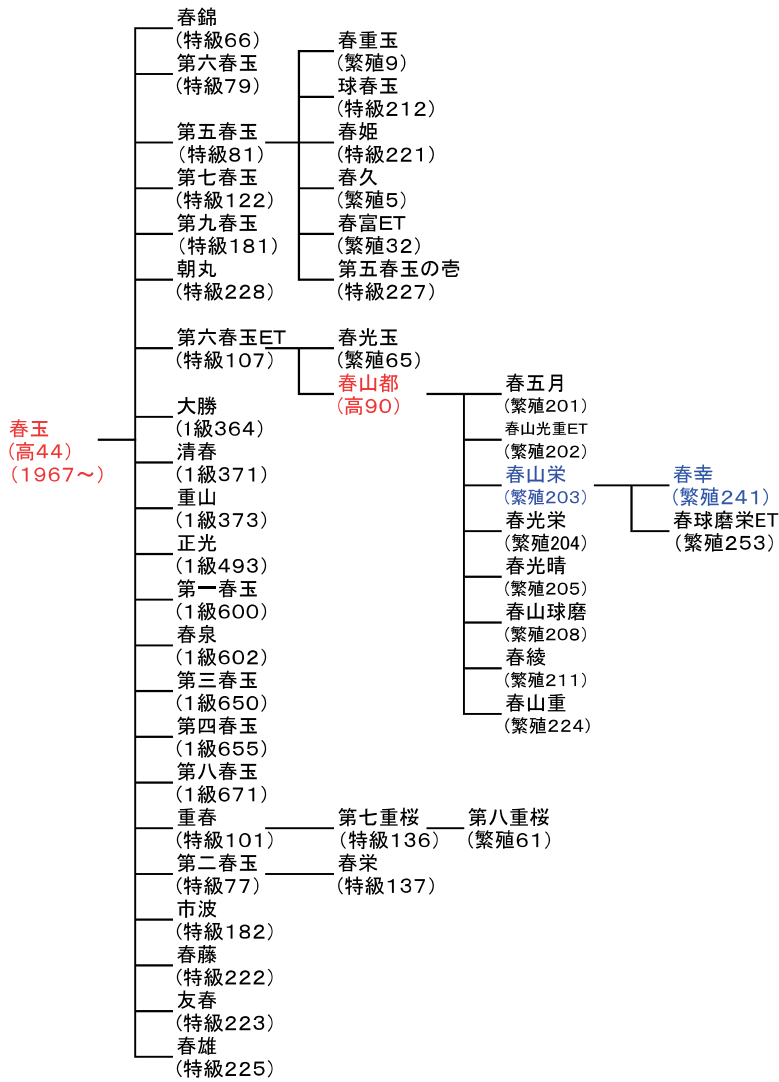 春玉
(高44)
(1967～)
春錦
(特級66)
第六春玉
(特級79)
第五春玉
(特級81)
第七春玉
(特級122)
第九春玉
(特級181)
朝丸
(特級228)
第六春玉ET
(特級107)
大勝
(1級364)
清春
(1級371)
重山
(1級373)
正光
(1級493)
第一春玉
(1級600)
春泉
(1級602)
第三春玉
(1級650)
第四春玉
(1級655)
第八春玉
(1級671)
重春
(特級101)
第二春玉
(特級77)
市波
(特級182)
春藤
(特級222)
友春
(特級223)
春雄
(特級225)
春重玉
(繁殖9)
球春玉
(特級212)
春姫
(特級221)
春久
(繁殖5)
春富ET
(繁殖32)
第五春玉の壱
(特級227)
春光玉
(繁殖65)
春山都
(高90)
第七重桜
(特級136)
春栄
(特級137)
春五月
(繁殖201)
春山光重ET
(繁殖202)
春山栄
(繁殖203)
春光栄
(繁殖204)
春光晴
(繁殖205)
春山球磨
(繁殖208)
春綾
(繁殖211)
春山重
(繁殖224)
第八重桜
(繁殖61)
春幸
(繁殖241)
春球磨栄ET
(繁殖253)